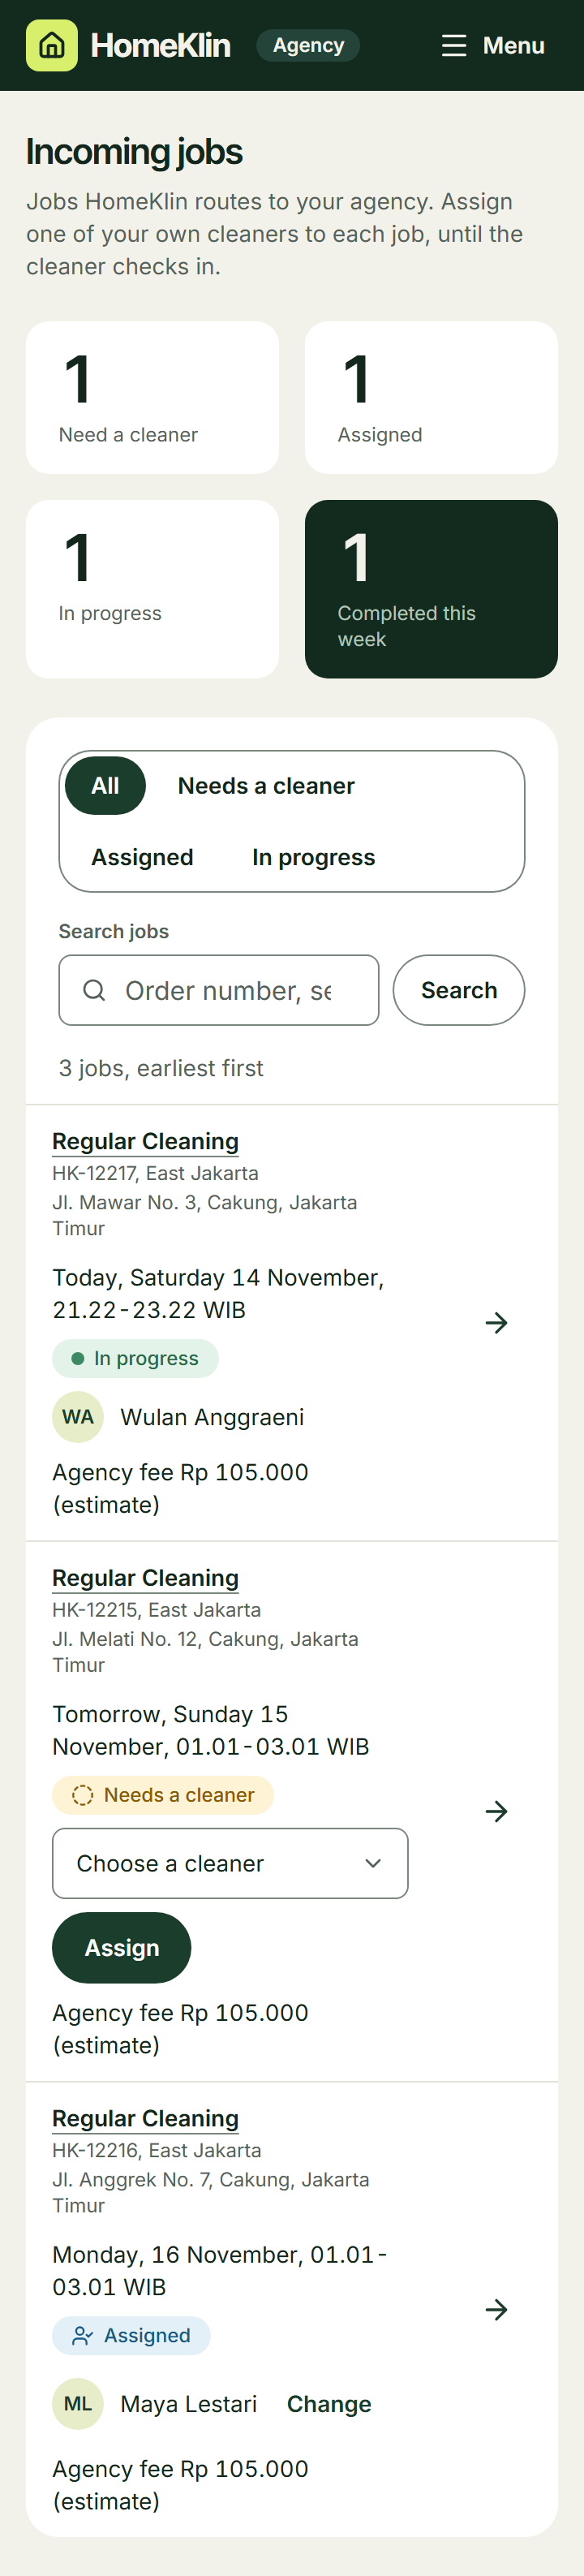 HomeKlin
Agency
Menu
Incoming jobs
Jobs HomeKlin routes to your agency. Assign
one of your own cleaners to each job, until the
cleaner checks in.
1
Need a cleaner
1
Assigned
1
In progress
1
Completed this
week
All
Needs a cleaner
Assigned
In progress
Search jobs
Order number, se
Search
3 jobs, earliest first
Regular Cleaning
HK-12217, East Jakarta
Jl. Mawar No. 3, Cakung, Jakarta
Timur
Today, Saturday 14 November,
21.22-23.22 WIB
In progress
WA
Wulan Anggraeni
Agency fee Rp 105.000
(estimate)
Regular Cleaning
HK-12215, East Jakarta
Jl. Melati No. 12, Cakung, Jakarta
Timur
Tomorrow, Sunday 15
November, 01.01-03.01 WIB
Needs a cleaner
Choose a cleaner
Assign
Agency fee Rp 105.000
(estimate)
Regular Cleaning
HK-12216, East Jakarta
Jl. Anggrek No. 7, Cakung, Jakarta
Timur
Monday, 16 November, 01.01-
03.01 WIB
Assigned
ML
Maya Lestari
Change
Agency fee Rp 105.000
(estimate)